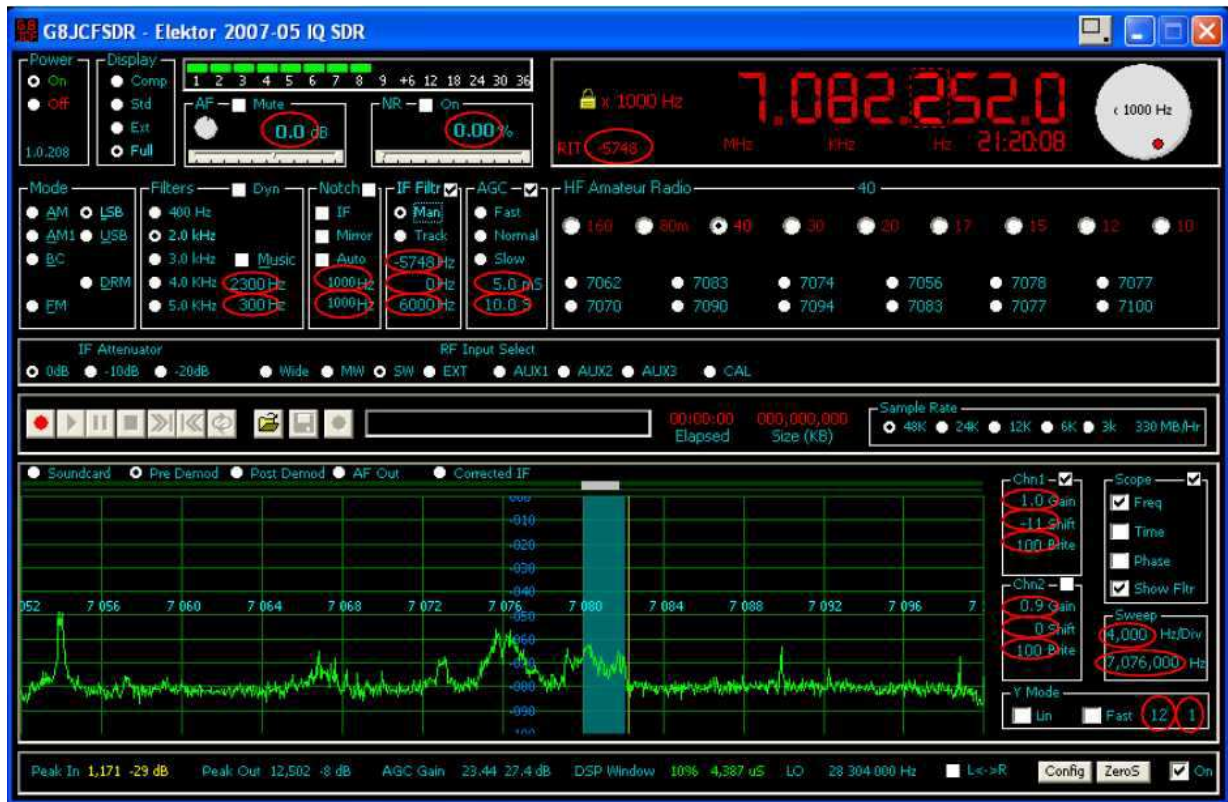 G8JCFSDR - Elektor 2007-05 IQ SDR
Power
On
Off
1.0.208
Display
Comp
Std
Ext
Full
1 2 3 4 5 6 7 8 9 +6 12 18 24 30 36
AF Mute
0.0 dB
NR On
0.00 %
x 1000 Hz
7.082.252.0
RIT -5748 MHz KHz Hz 21:20:08
< 1000 Hz
Mode
AM LSB
AM1 USB
BC
DRM
FM
Filters Dyn
400 Hz
2.0 kHz
3.0 kHz Music
4.0 KHz 2300 Hz
5.0 KHz 300 Hz
Notch
IF
Mirror
Auto
1000 Hz
1000 Hz
IF Filtr
Man
Track
-5748 Hz
0 Hz
6000 Hz
AGC
Fast
Normal
Slow
5.0 mS
10.0 S
HF Amateur Radio 40
160 80m 40 30 20 17 15 12 10
7062 7083 7074 7056 7078 7077
7070 7090 7094 7083 7077 7100
IF Attenuator RF Input Select
0dB -10dB -20dB Wide MW SW EXT AUX1 AUX2 AUX3 CAL
00:00:00 000,000,000
Elapsed Size (KB)
Sample Rate
48K 24K 12K 6K 3k 330 MB/Hr
Soundcard Pre Demod Post Demod AF Out Corrected IF
000
-010
-020
-030
-040
052 7 056 7 060 7 064 7 068 7 072 7 076 7 080 7 084 7 088 7 092 7 096 7
-050
-060
-070
-080
-090
-100
Chn1
1.0 Gain
-11 Shift
100 Brite
Chn2
0.9 Gain
0 Shift
100 Brite
Scope
Freq
Time
Phase
Show Fltr
Sweep
4,000 Hz/Div
7,076,000 Hz
Y Mode
Lin Fast 12 1
Peak In 1,171 -29 dB Peak Out 12,502 -8 dB AGC Gain 23.44 27.4 dB DSP Window 10% 4,387 uS LO 28 304 000 Hz L<->R Config ZeroS On